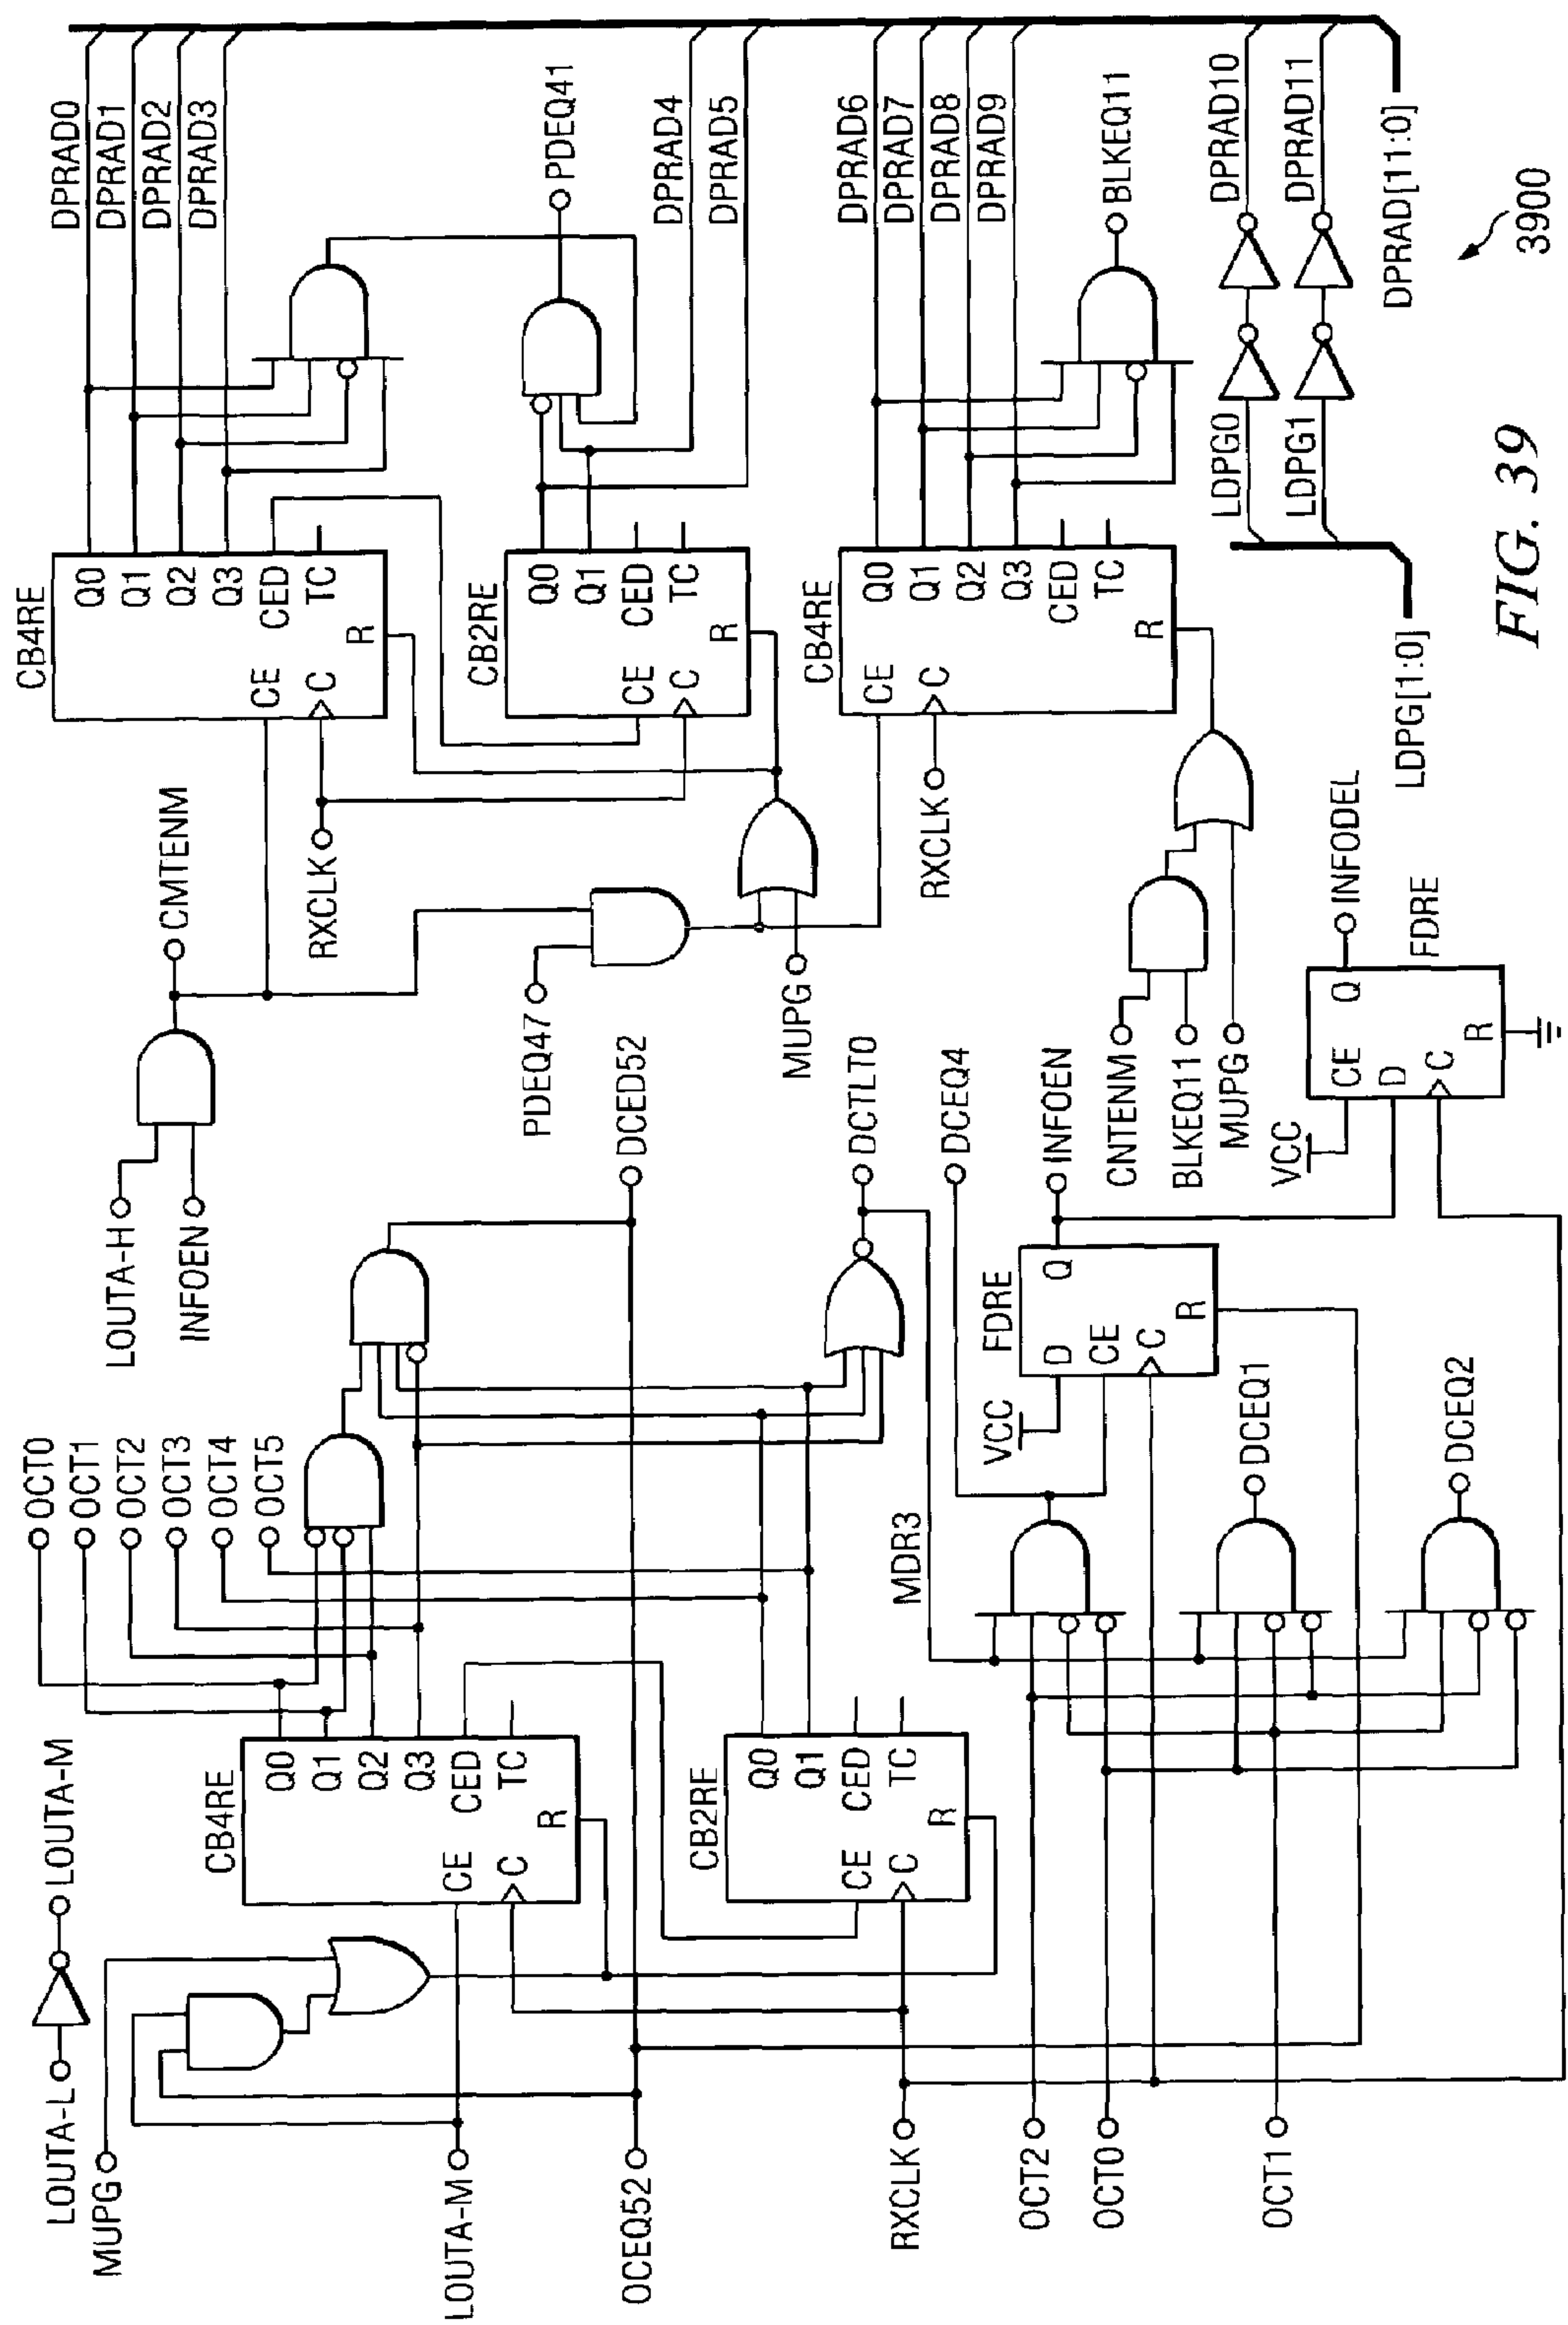 LOUTA-L
LOUTA-M
MUPG
LOUTA-M
OCEQ52
RXCLK
OCT2
OCT0
OCT1
CB4RE
Q0
Q1
Q2
Q3
CED
TC
CE
C
R
CB2RE
Q0
Q1
CED
TC
CE
C
R
OCT0
OCT1
OCT2
OCT3
OCT4
OCT5
MDR3
DCED52
DCTLT0
DCEQ4
INFOEN
VCC
FDRE
D
Q
CE
C
R
DCEQ1
DCEQ2
LOUTA-H
INFOEN
CMTENM
RXCLK
PDEQ47
MUPG
CB4RE
Q0
Q1
Q2
Q3
CED
TC
CE
C
R
CB2RE
Q0
Q1
CED
TC
CE
C
R
CB4RE
Q0
Q1
Q2
Q3
CED
TC
CE
C
R
RXCLK
CNTENM
BLKEQ11
MUPG
VCC
CE
Q
D
C
R
INFODEL
FDRE
DPRAD0
DPRAD1
DPRAD2
DPRAD3
PDEQ41
DPRAD4
DPRAD5
DPRAD6
DPRAD7
DPRAD8
DPRAD9
BLKEQ11
LDPG0
DPRAD10
LDPG1
DPRAD11
LDPG[1:0]
DPRAD[11:0]
3900
FIG. 39